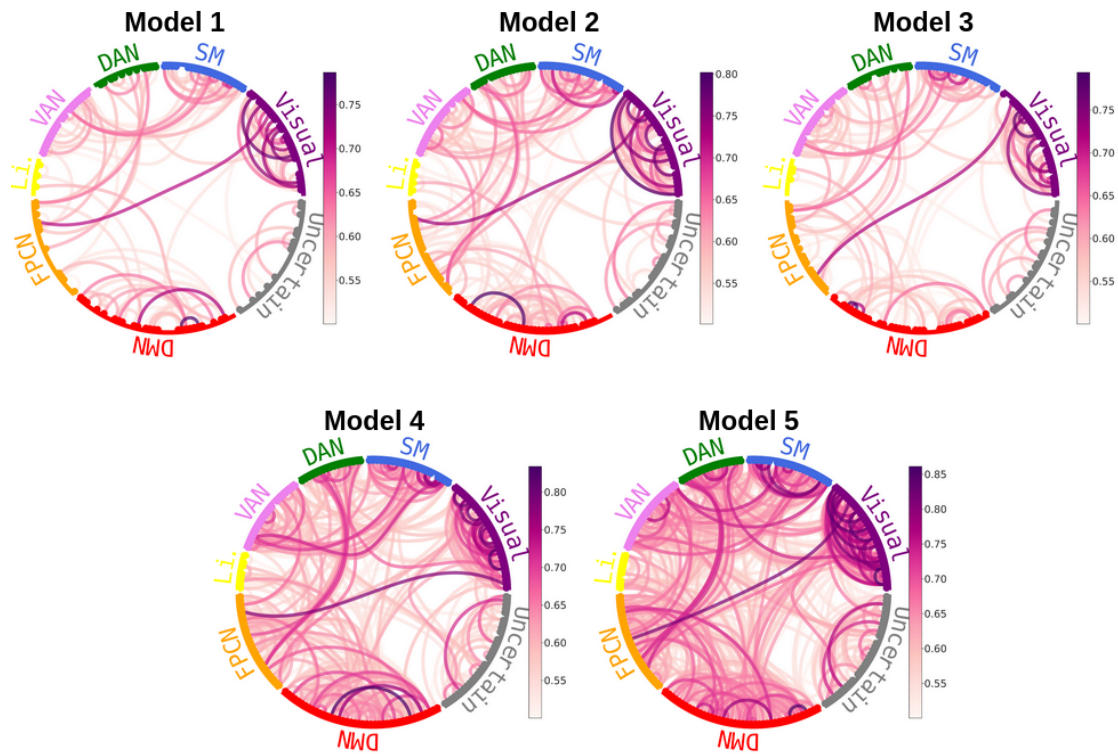 Model 1
DAN
SM
VAN
Visual
Li.
FPCN
Uncertain
DMN
0.75
0.70
0.65
0.60
0.55
Model 2
DAN
SM
VAN
Visual
Li.
FPCN
Uncertain
DMN
0.80
0.75
0.70
0.65
0.60
0.55
Model 3
DAN
SM
VAN
Visual
Li.
FPCN
Uncertain
DMN
0.75
0.70
0.65
0.60
0.55
Model 4
DAN
SM
VAN
Visual
Li.
FPCN
Uncertain
DMN
0.80
0.75
0.70
0.65
0.60
0.55
Model 5
DAN
SM
VAN
Visual
Li.
FPCN
Uncertain
DMN
0.85
0.80
0.75
0.70
0.65
0.60
0.55